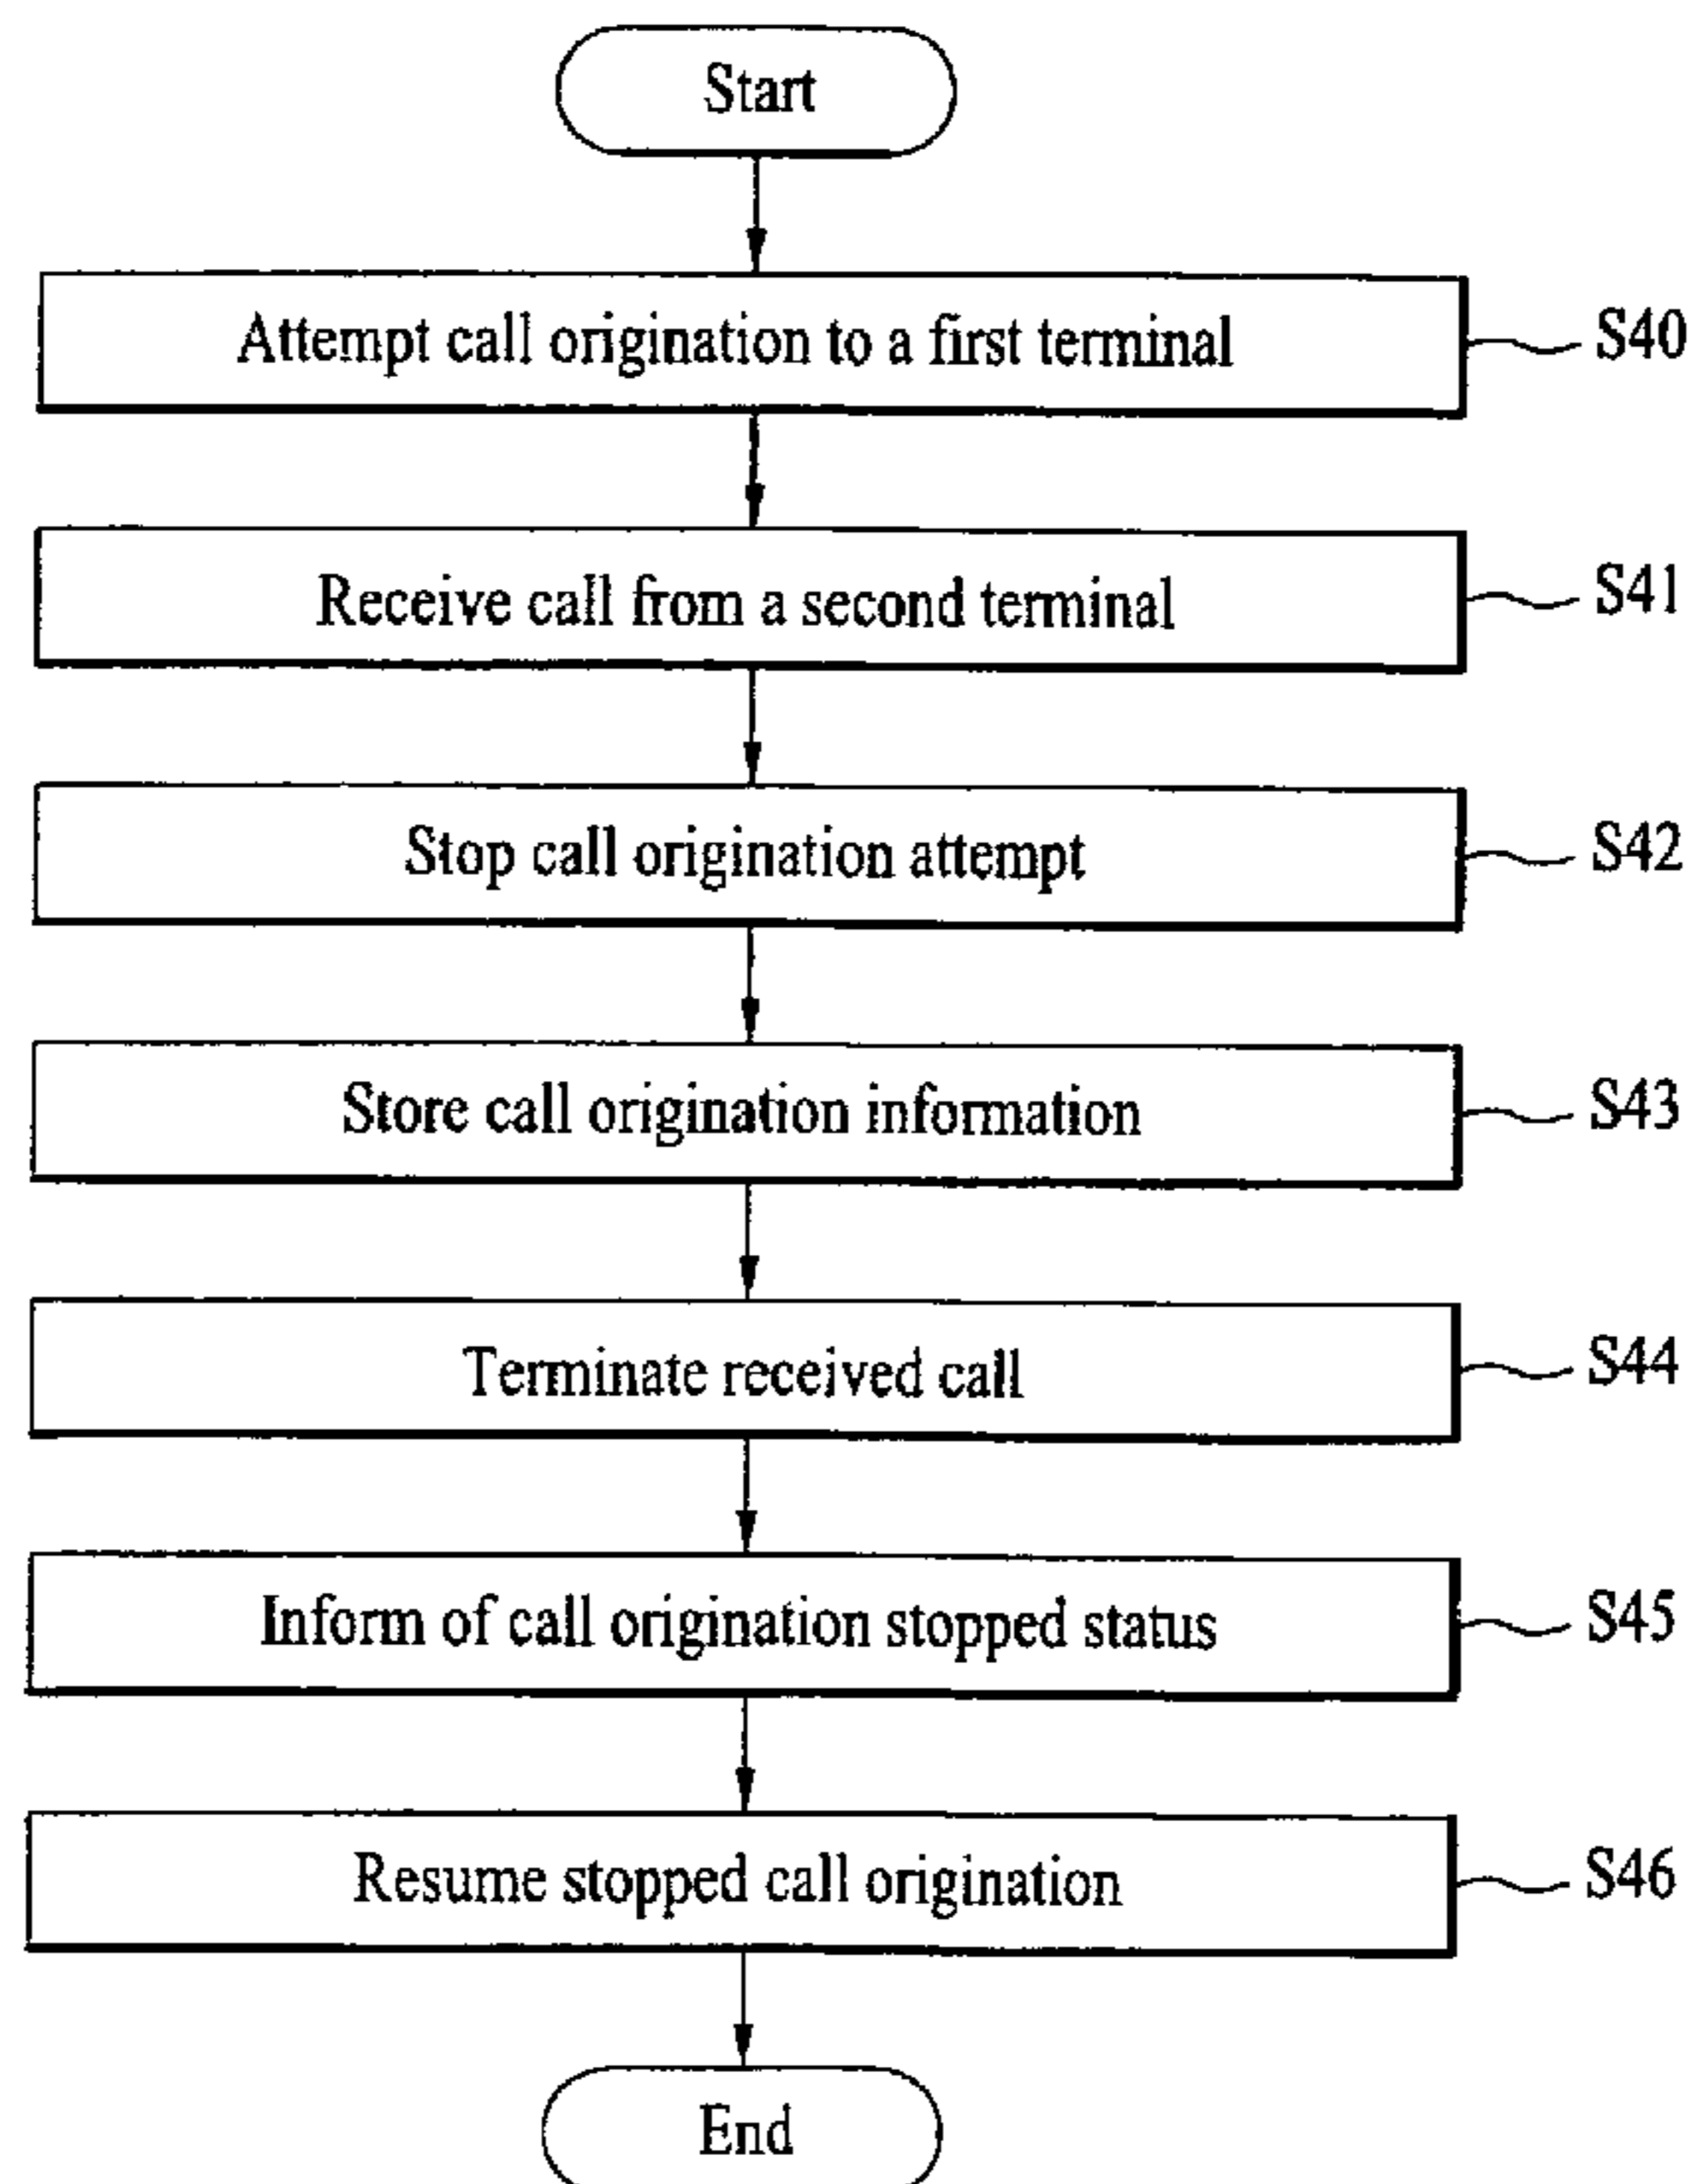 Start
Attempt call origination to a first terminal
S40
Receive call from a second terminal
S41
Stop call origination attempt
S42
Store call origination information
S43
Terminate received call
S44
Inform of call origination stopped status
S45
Resume stopped call origination
S46
End